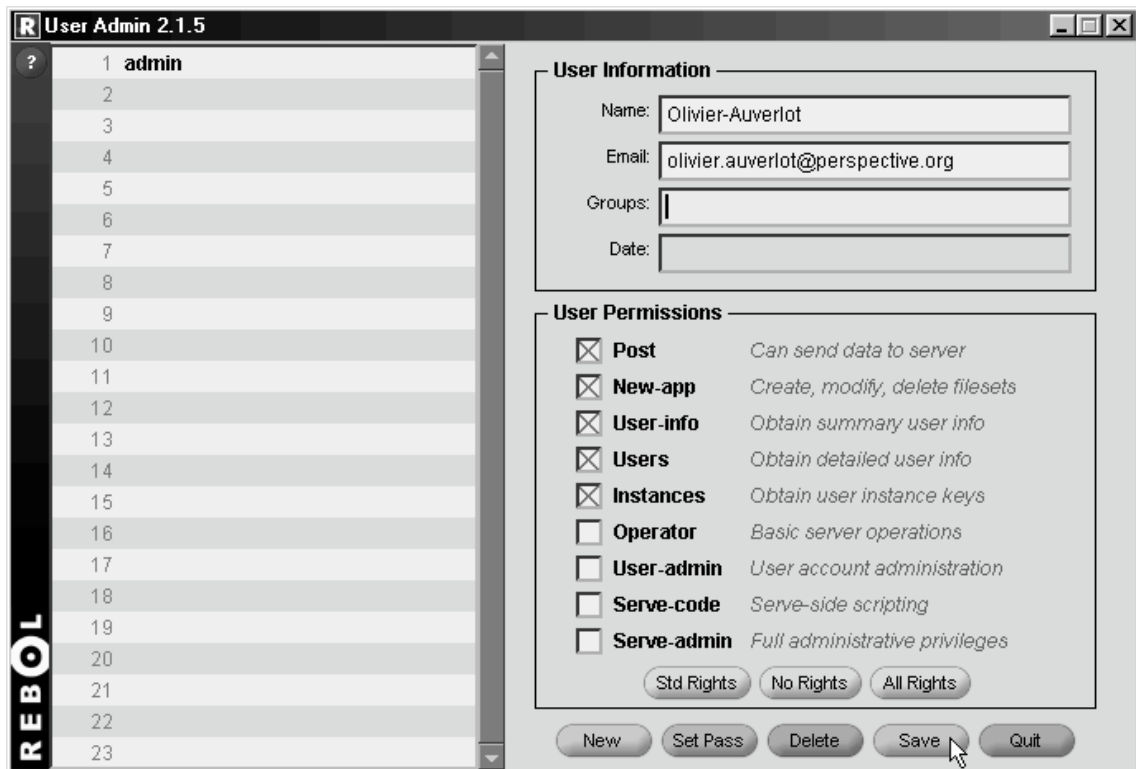 R User Admin 2.1.5
?
1 admin
2
3
4
5
6
7
8
9
10
11
12
13
14
15
16
17
18
19
20
21
22
23
REBOL
User Information
Name: Olivier-Auverlot
Email: olivier.auverlot@perspective.org
Groups:
Date:
User Permissions
Post Can send data to server
New-app Create, modify, delete filesets
User-info Obtain summary user info
Users Obtain detailed user info
Instances Obtain user instance keys
Operator Basic server operations
User-admin User account administration
Serve-code Serve-side scripting
Serve-admin Full administrative privileges
Std Rights No Rights All Rights
New Set Pass Delete Save Quit